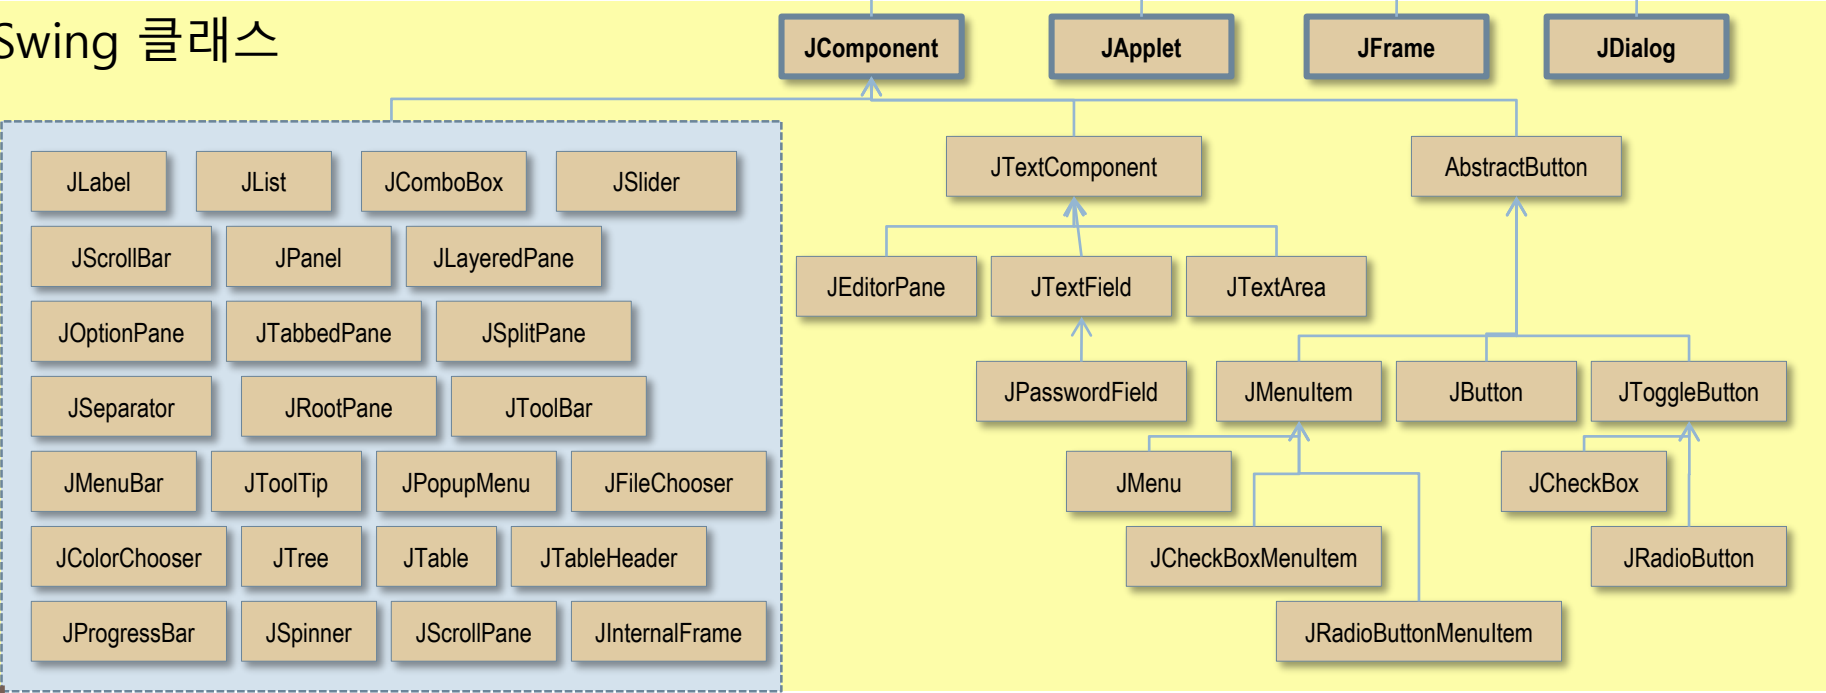 Swing 클래스
JComponent JApplet JFrame JDialog
JLabel JList JComboBox JSlider
JTextComponent AbstractButton
JScrollBar JPanel JLayeredPane
JEditorPane JTextField JTextArea
JOptionPane JTabbedPane JSplitPane
JPasswordField JMenuItem JButton JToggleButton
JSeparator JRootPane JToolBar
JMenuBar JToolTip JPopupMenu JFileChooser
JMenu JCheckBox
JColorChooser JTree JTable JTableHeader
JCheckBoxMenuItem JRadioButton
JProgressBar JSpinner JScrollPane JInternalFrame
JRadioButtonMenuItem